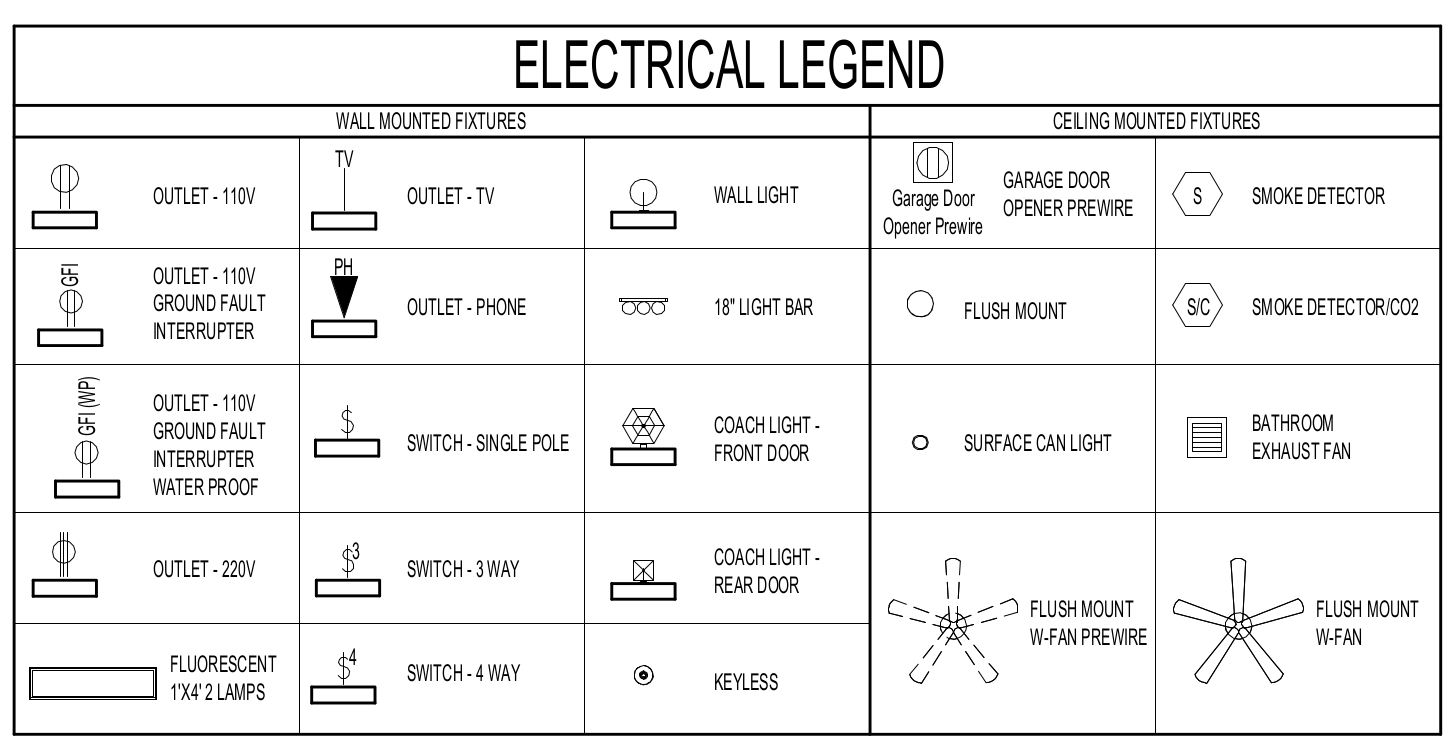 ELECTRICAL LEGEND
WALL MOUNTED FIXTURES
CEILING MOUNTED FIXTURES
OUTLET - 110V
TV
OUTLET - TV
WALL LIGHT
Garage Door
Opener Prewire
GARAGE DOOR
OPENER PREWIRE
S
SMOKE DETECTOR
GFI
OUTLET - 110V
GROUND FAULT
INTERRUPTER
PH
OUTLET - PHONE
18" LIGHT BAR
FLUSH MOUNT
S/C
SMOKE DETECTOR/CO2
GFI (WP)
OUTLET - 110V
GROUND FAULT
INTERRUPTER
WATER PROOF
$
SWITCH - SINGLE POLE
COACH LIGHT -
FRONT DOOR
SURFACE CAN LIGHT
BATHROOM
EXHAUST FAN
OUTLET - 220V
$3
SWITCH - 3 WAY
COACH LIGHT -
REAR DOOR
FLUSH MOUNT
W-FAN PREWIRE
FLUSH MOUNT
W-FAN
FLUORESCENT
1'X4' 2 LAMPS
$4
SWITCH - 4 WAY
KEYLESS